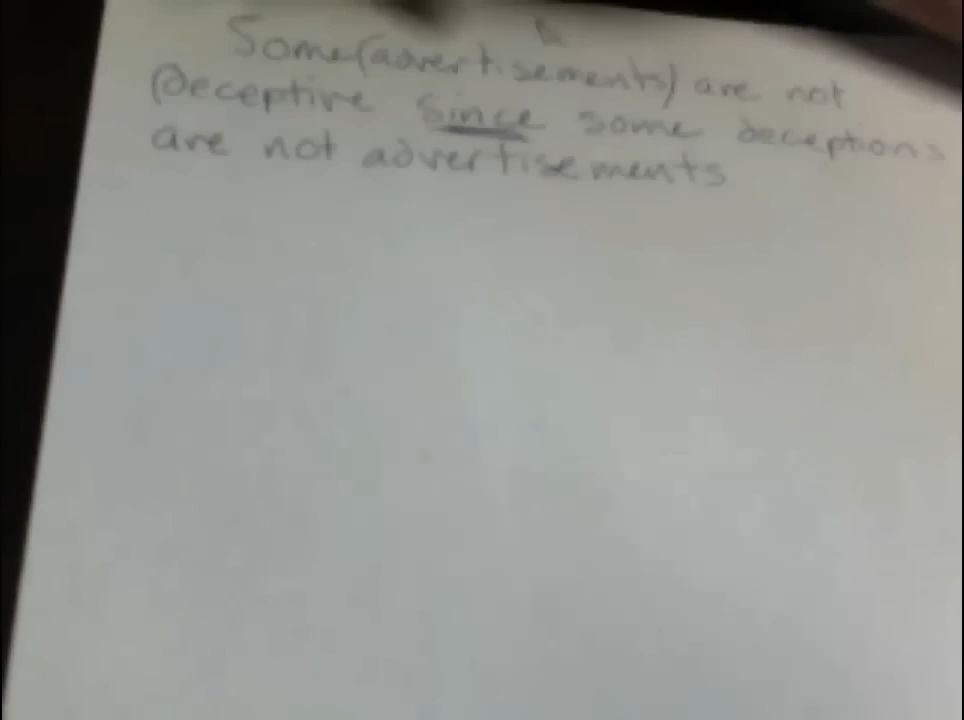 Some (advertisements) are not
(Deceptive since some deceptions
are not advertisements